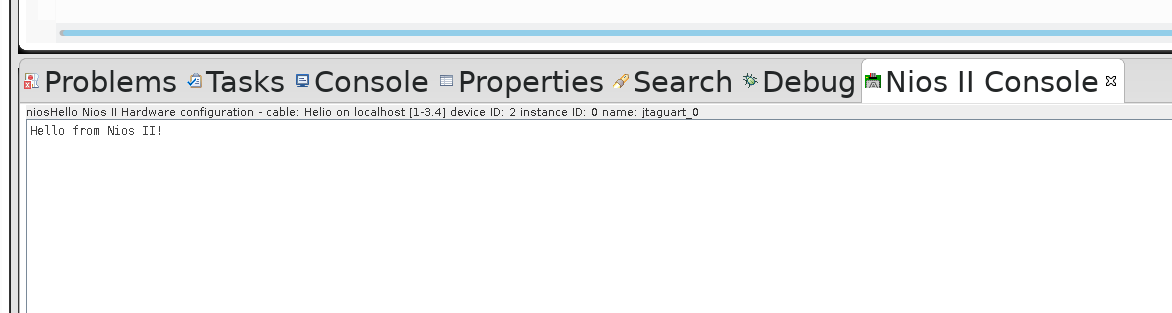 Problems Tasks Console Properties Search Debug Nios II Console
niosHello Nios II Hardware configuration - cable: Helio on localhost [1-3.4] device ID: 2 instance ID: 0 name: jtaguart_0
Hello from Nios II!